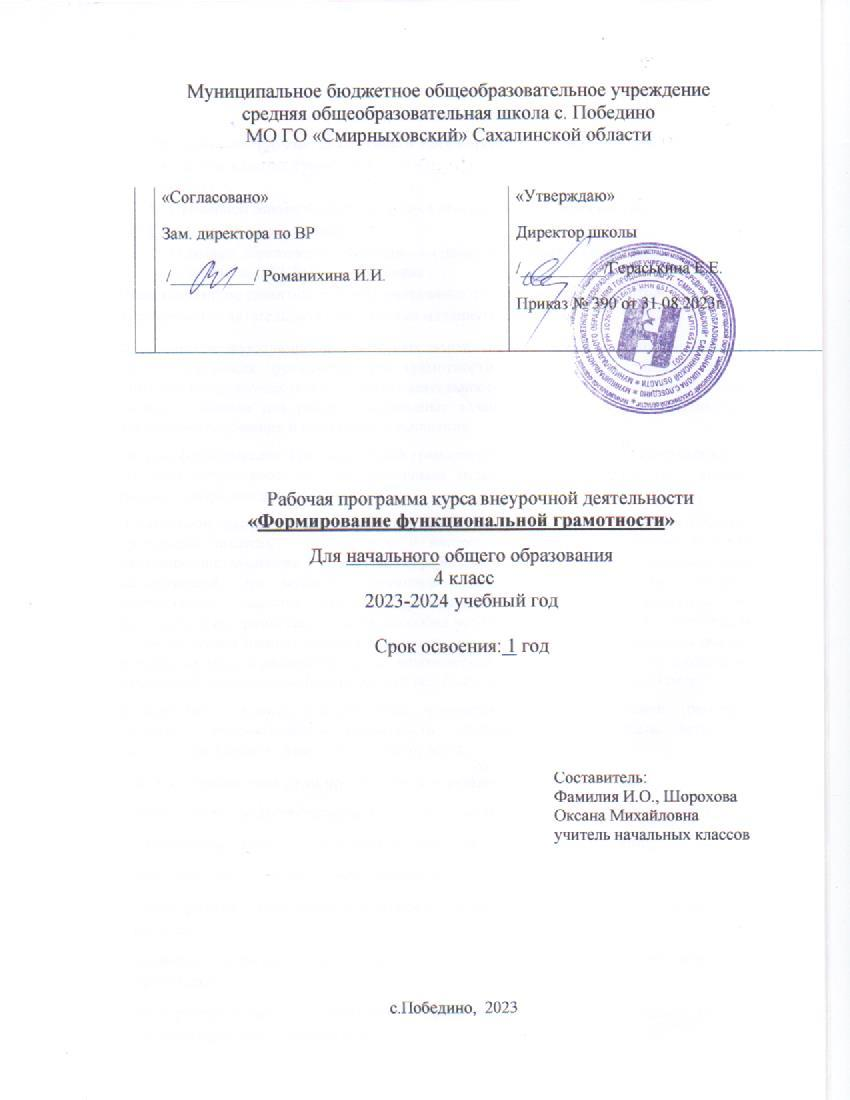 Муниципальное бюджетное общеобразовательное учреждение
средняя общеобразовательная школа с. Победино
МО ГО «Смирныховский» Сахалинской области
«Согласовано»
Зам. директора по ВР
/__________/ Романихина И.И.
«Утверждаю»
Директор школы
/__________/Гераськина Е.Е.
Приказ № 390 от 31.08.2023г.
Рабочая программа курса внеурочной деятельности
«Формирование функциональной грамотности»
Для начального общего образования
4 класс
2023-2024 учебный год
Срок освоения: 1 год
Составитель:
Фамилия И.О., Шорохова
Оксана Михайловна
учитель начальных классов
с.Победино, 2023